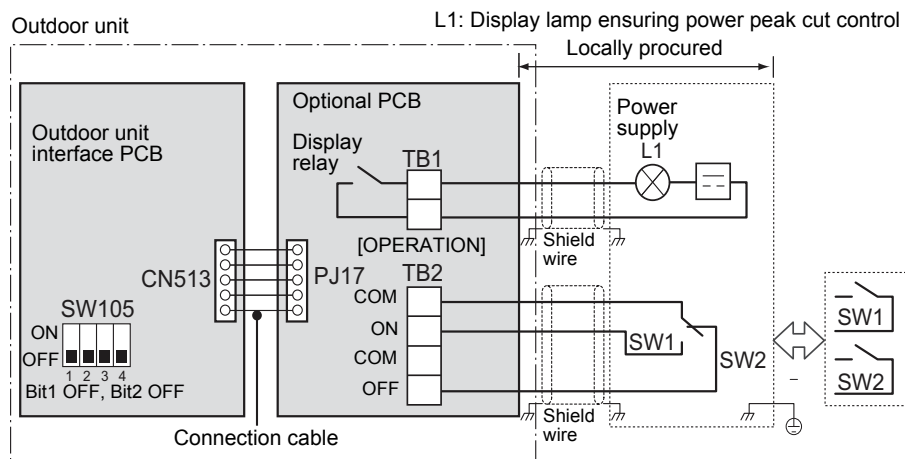 L1: Display lamp ensuring power peak cut control
Outdoor unit
Locally procured
Optional PCB
Outdoor unit
interface PCB
Display
relay
TB1
Power
supply
L1
[OPERATION]
Shield
wire
CN513
PJ17
TB2
COM
ON
COM
OFF
SW1
SW2
SW105
ON
OFF
1 2 3 4
Bit1 OFF, Bit2 OFF
SW1
SW2
Connection cable
Shield
wire